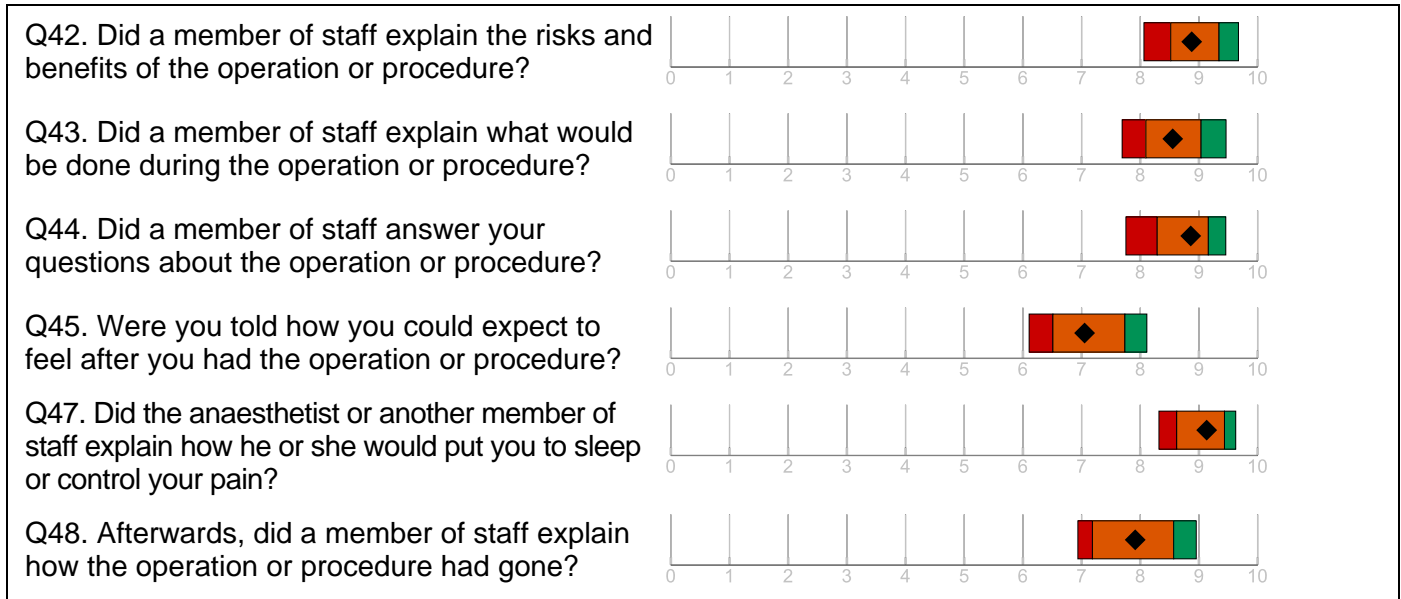 Q42. Did a member of staff explain the risks and
benefits of the operation or procedure?
0 1 2 3 4 5 6 7 8 9 10
Q43. Did a member of staff explain what would
be done during the operation or procedure?
0 1 2 3 4 5 6 7 8 9 10
Q44. Did a member of staff answer your
questions about the operation or procedure?
0 1 2 3 4 5 6 7 8 9 10
Q45. Were you told how you could expect to
feel after you had the operation or procedure?
0 1 2 3 4 5 6 7 8 9 10
Q47. Did the anaesthetist or another member of
staff explain how he or she would put you to sleep
or control your pain?
0 1 2 3 4 5 6 7 8 9 10
Q48. Afterwards, did a member of staff explain
how the operation or procedure had gone?
0 1 2 3 4 5 6 7 8 9 10